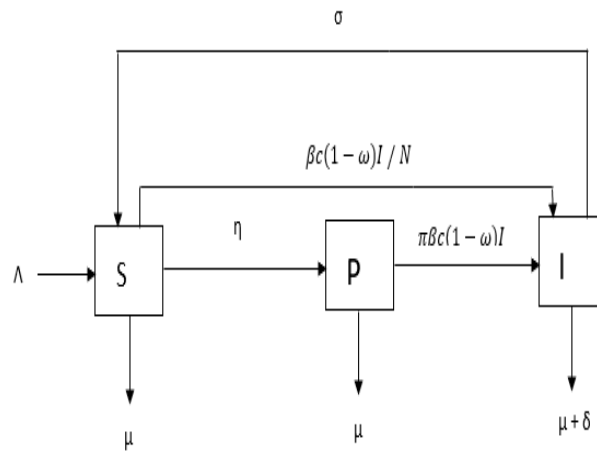 σ
βc(1 − ω)I / N
η
πβc(1 − ω)I
Λ
S
P
I
μ
μ
μ + δ